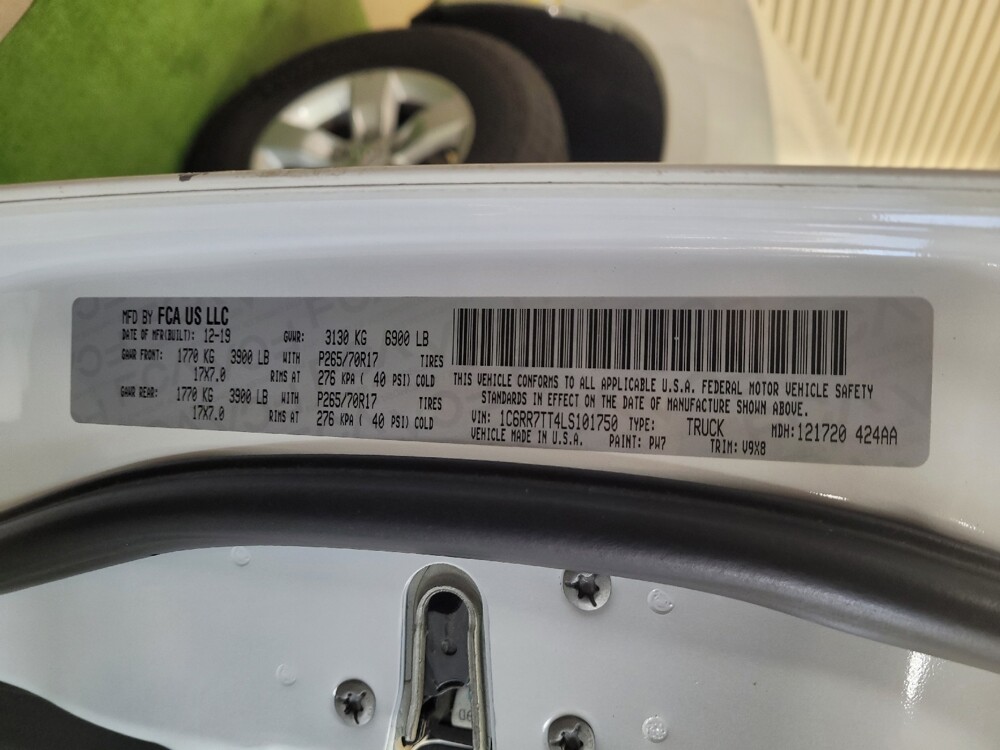 MFD BY FCA US LLC
DATE OF MFR(BUILT): 12-19 GVWR: 3130 KG 6900 LB
GAWR FRONT: 1770 KG 3900 LB WITH P265/70R17 TIRES
17X7.0 RIMS AT 276 KPA ( 40 PSI) COLD
GAWR REAR: 1770 KG 3900 LB WITH P265/70R17 TIRES
17X7.0 RIMS AT 276 KPA ( 40 PSI) COLD
THIS VEHICLE CONFORMS TO ALL APPLICABLE U.S.A. FEDERAL MOTOR VEHICLE SAFETY
STANDARDS IN EFFECT ON THE DATE OF MANUFACTURE SHOWN ABOVE.
VIN: 1C6RR7TT4LS101750 TYPE: TRUCK MDH:121720 424AA
VEHICLE MADE IN U.S.A. PAINT: PW7 TRIM: V9X8